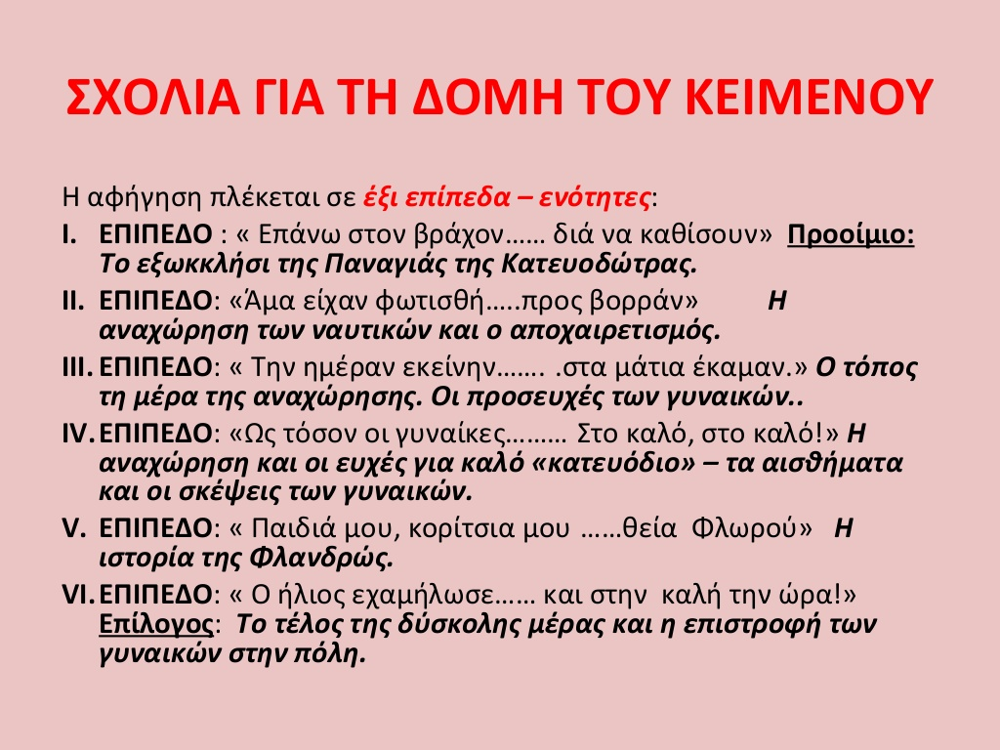 ΣΧΟΛΙΑ ΓΙΑ ΤΗ ΔΟΜΗ ΤΟΥ ΚΕΙΜΕΝΟΥ
Η αφήγηση πλέκεται σε έξι επίπεδα – ενότητες:
I. ΕΠΙΠΕΔΟ : « Επάνω στον βράχον...... διά να καθίσουν» Προοίμιο:
Το εξωκκλήσι της Παναγιάς της Κατευοδώτρας.
II. ΕΠΙΠΕΔΟ: «Άμα είχαν φωτισθή.....προς βορράν» Η
αναχώρηση των ναυτικών και ο αποχαιρετισμός.
III. ΕΠΙΠΕΔΟ: « Την ημέραν εκείνην....... .στα μάτια έκαμαν.» Ο τόπος
τη μέρα της αναχώρησης. Οι προσευχές των γυναικών..
IV. ΕΠΙΠΕΔΟ: «Ως τόσον οι γυναίκες......... Στο καλό, στο καλό!» Η
αναχώρηση και οι ευχές για καλό «κατευόδιο» – τα αισθήματα
και οι σκέψεις των γυναικών.
V. ΕΠΙΠΕΔΟ: « Παιδιά μου, κορίτσια μου ......θεία Φλωρού» Η
ιστορία της Φλανδρώς.
VI. ΕΠΙΠΕΔΟ: « Ο ήλιος εχαμήλωσε...... και στην καλή την ώρα!»
Επίλογος: Το τέλος της δύσκολης μέρας και η επιστροφή των
γυναικών στην πόλη.